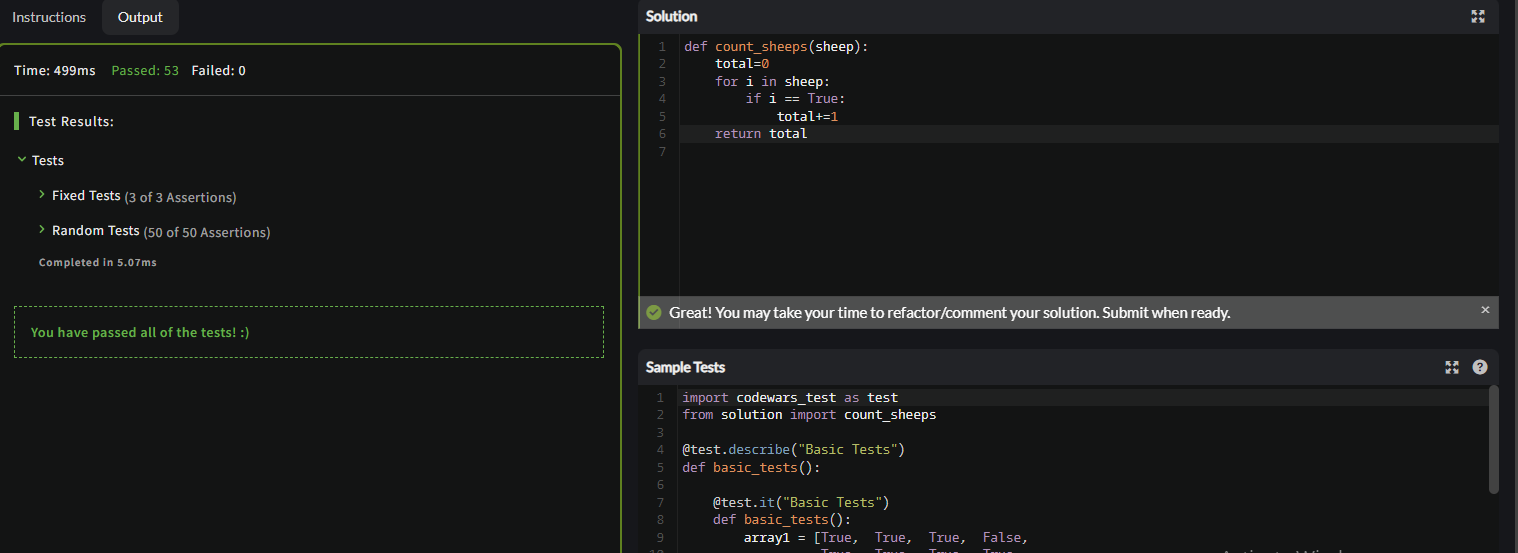 Instructions
Output
Time: 499ms Passed: 53 Failed: 0
Test Results:
Tests
Fixed Tests (3 of 3 Assertions)
Random Tests (50 of 50 Assertions)
Completed in 5.07ms
You have passed all of the tests! :)
Solution
1 def count_sheeps(sheep):
2     total=0
3     for i in sheep:
4         if i == True:
5             total+=1
6     return total
7
Great! You may take your time to refactor/comment your solution. Submit when ready.
×
Sample Tests
?
1 import codewars_test as test
2 from solution import count_sheeps
3
4 @test.describe("Basic Tests")
5 def basic_tests():
6
7     @test.it("Basic Tests")
8     def basic_tests():
9         array1 = [True,  True,  True,  False,